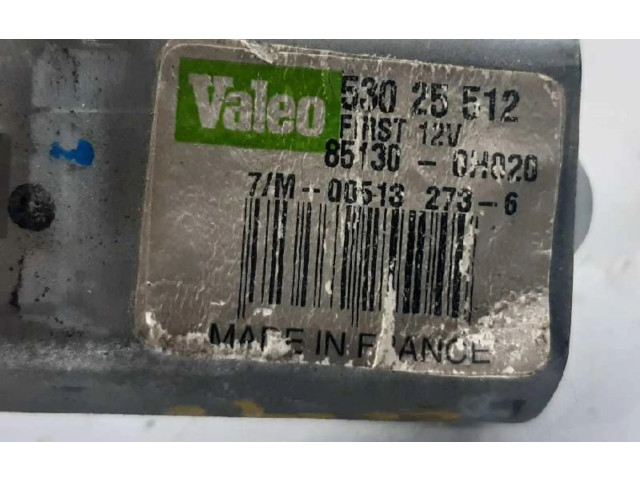 Valeo 530 25 512
FIRST 12V
85130 - 0H020
7/M - 00513 273 - 6
MADE IN FRANCE